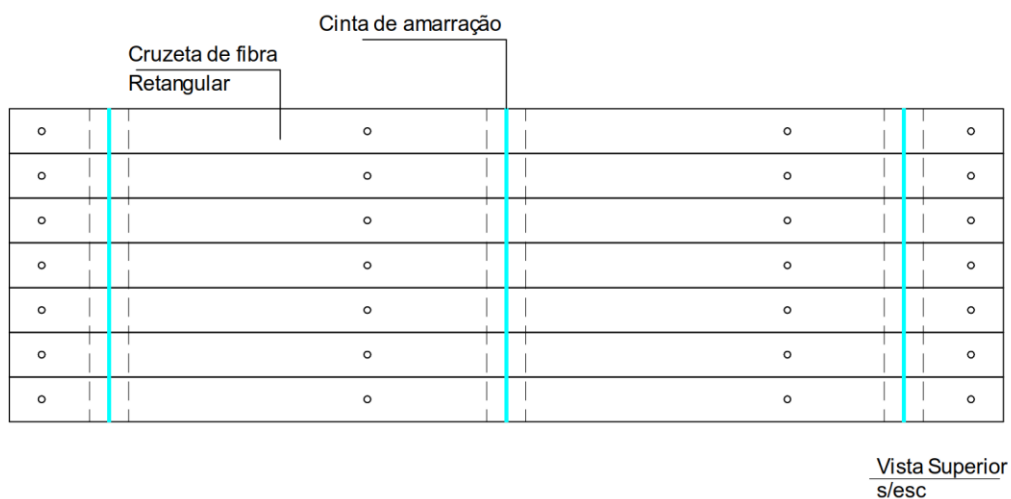 Cinta de amarração
Cruzeta de fibra
Retangular
Vista Superior
s/esc